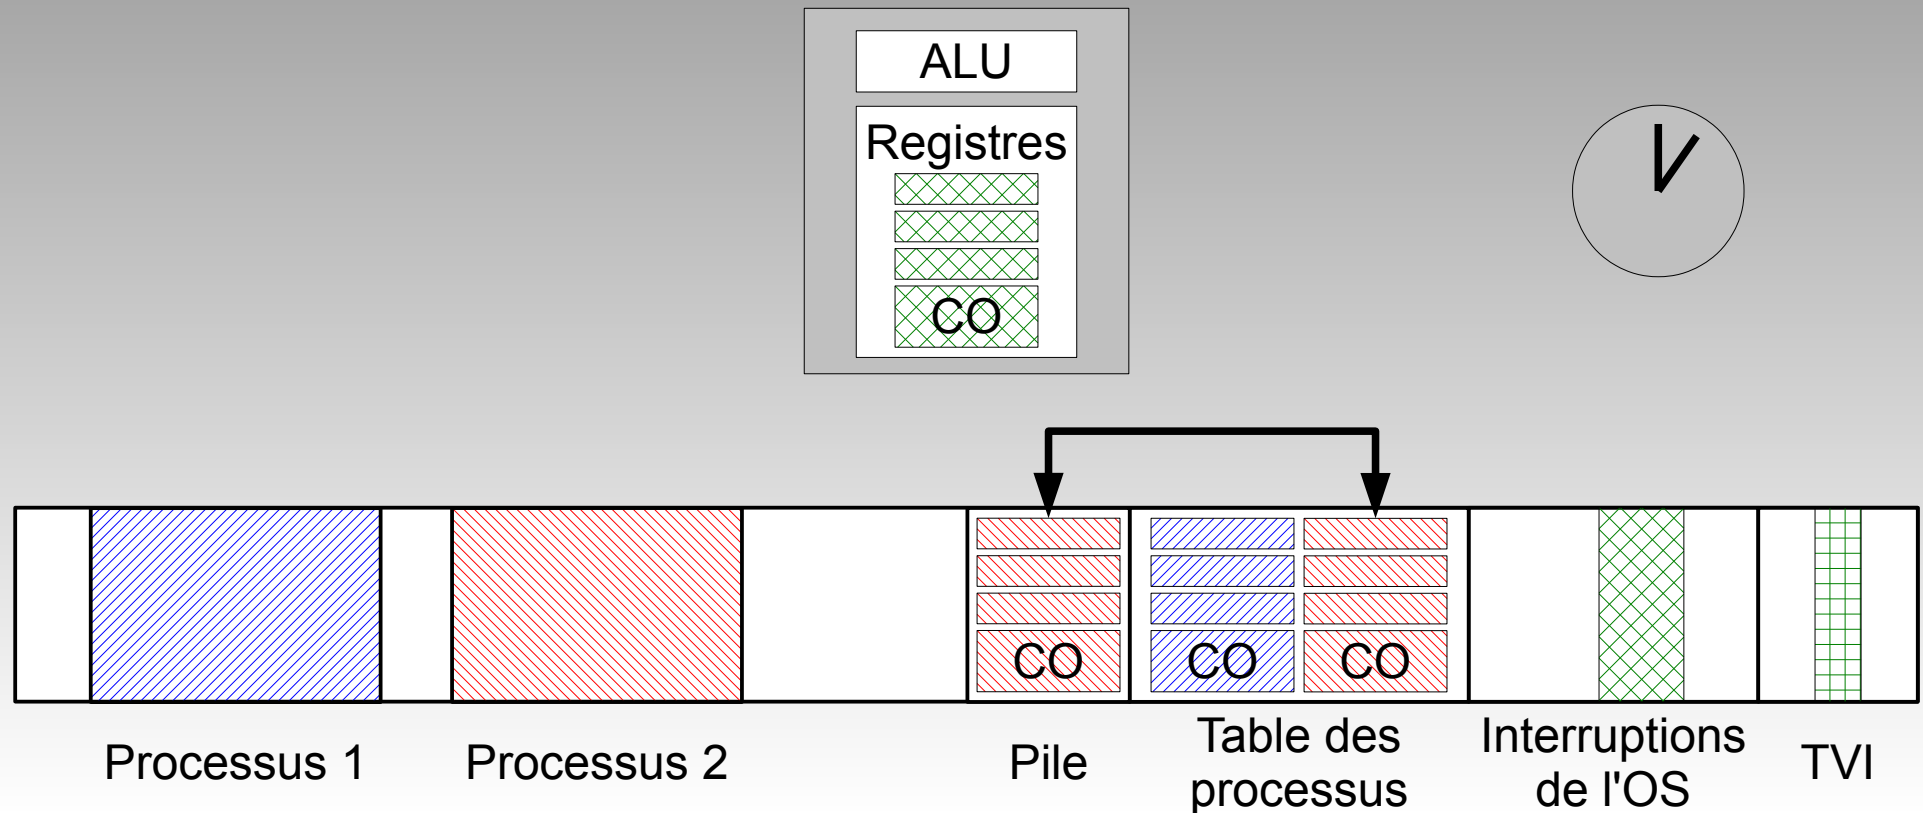 ALU
Registres
CO
CO
CO
CO
Processus 1
Processus 2
Pile
Table des
processus
Interruptions
de l'OS
TVI